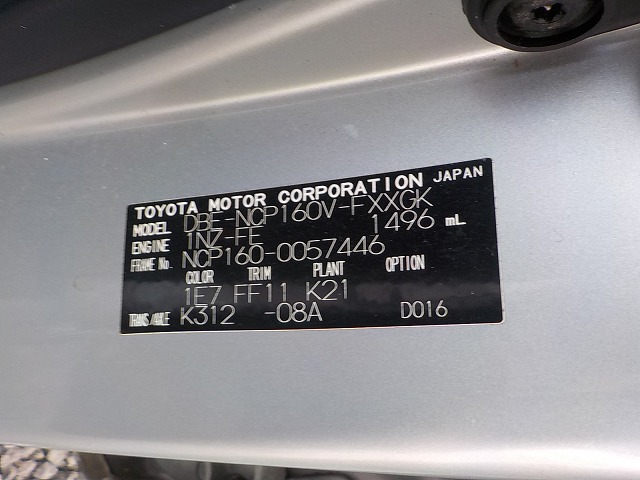 TOYOTA MOTOR CORPORATION JAPAN
MODEL DBE-NCP160V-FXXGK
ENGINE 1NZ-FE 1496 mL
FRAME No. NCP160-0057446
COLOR TRIM PLANT OPTION
1E7 FF11 K21
TRANS/AXLE K312 -08A D016